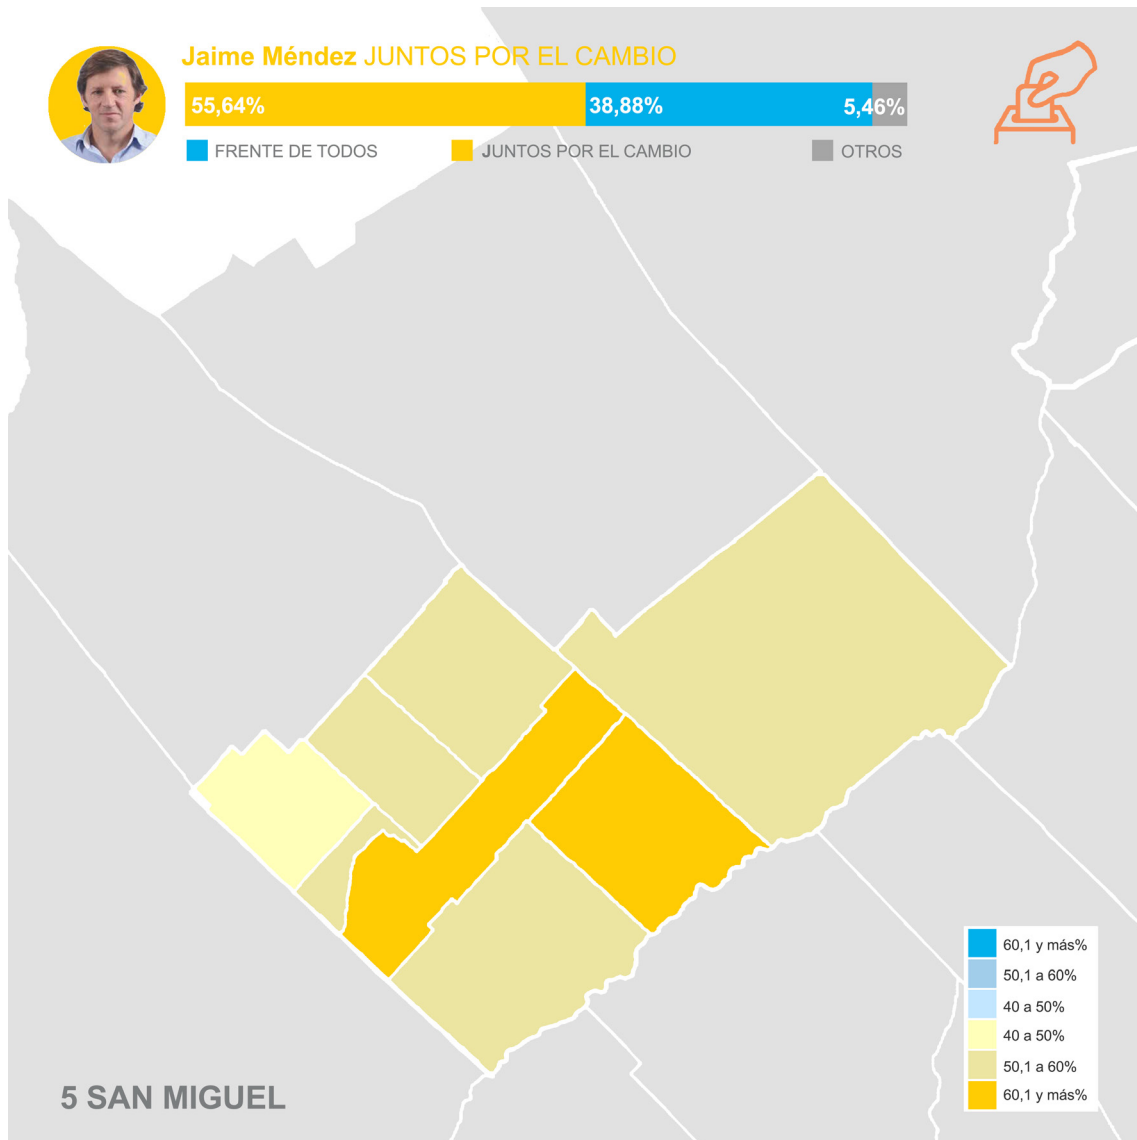 Jaime Méndez JUNTOS POR EL CAMBIO
55,64% 38,88% 5,46%
FRENTE DE TODOS JUNTOS POR EL CAMBIO OTROS
60,1 y más%
50,1 a 60%
40 a 50%
40 a 50%
50,1 a 60%
60,1 y más%
5 SAN MIGUEL